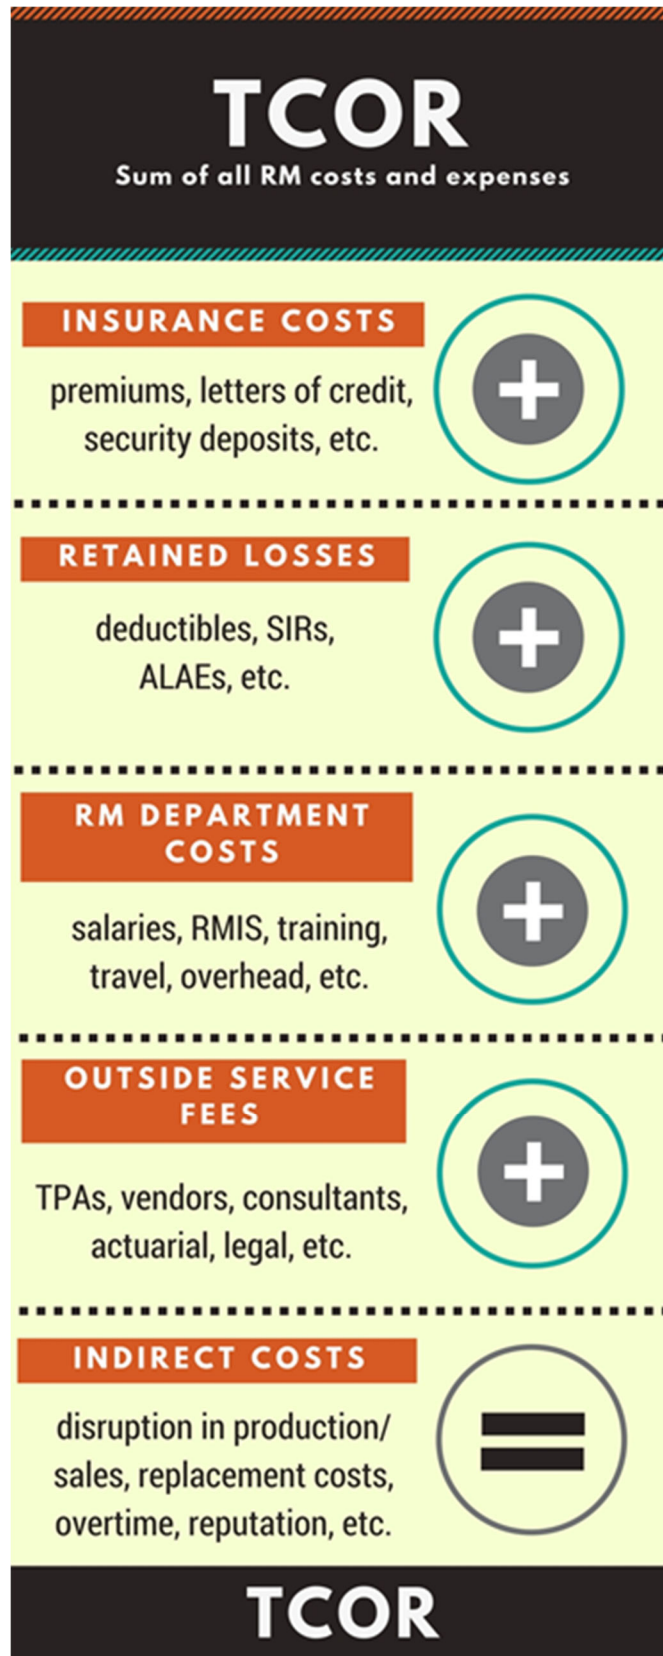 TCOR
Sum of all RM costs and expenses
INSURANCE COSTS
premiums, letters of credit,
security deposits, etc.
RETAINED LOSSES
deductibles, SIRs,
ALAEs, etc.
RM DEPARTMENT
COSTS
salaries, RMIS, training,
travel, overhead, etc.
OUTSIDE SERVICE
FEES
TPAs, vendors, consultants,
actuarial, legal, etc.
INDIRECT COSTS
disruption in production/
sales, replacement costs,
overtime, reputation, etc.
TCOR